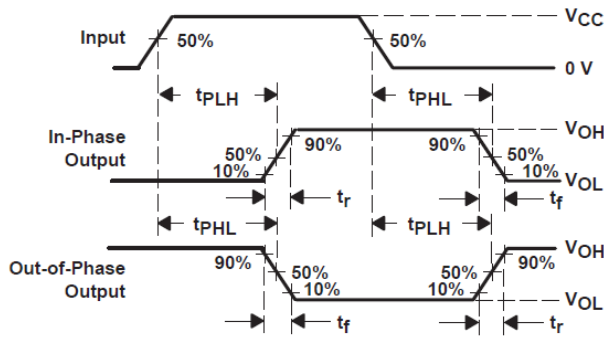 VCC
Input
50%
50%
0 V
tPLH
tPHL
In-Phase
Output
VOH
90%
90%
50%
50%
10%
10%
VOL
tr
tf
tPHL
tPLH
Out-of-Phase
Output
VOH
90%
90%
50%
50%
10%
10%
VOL
tf
tr